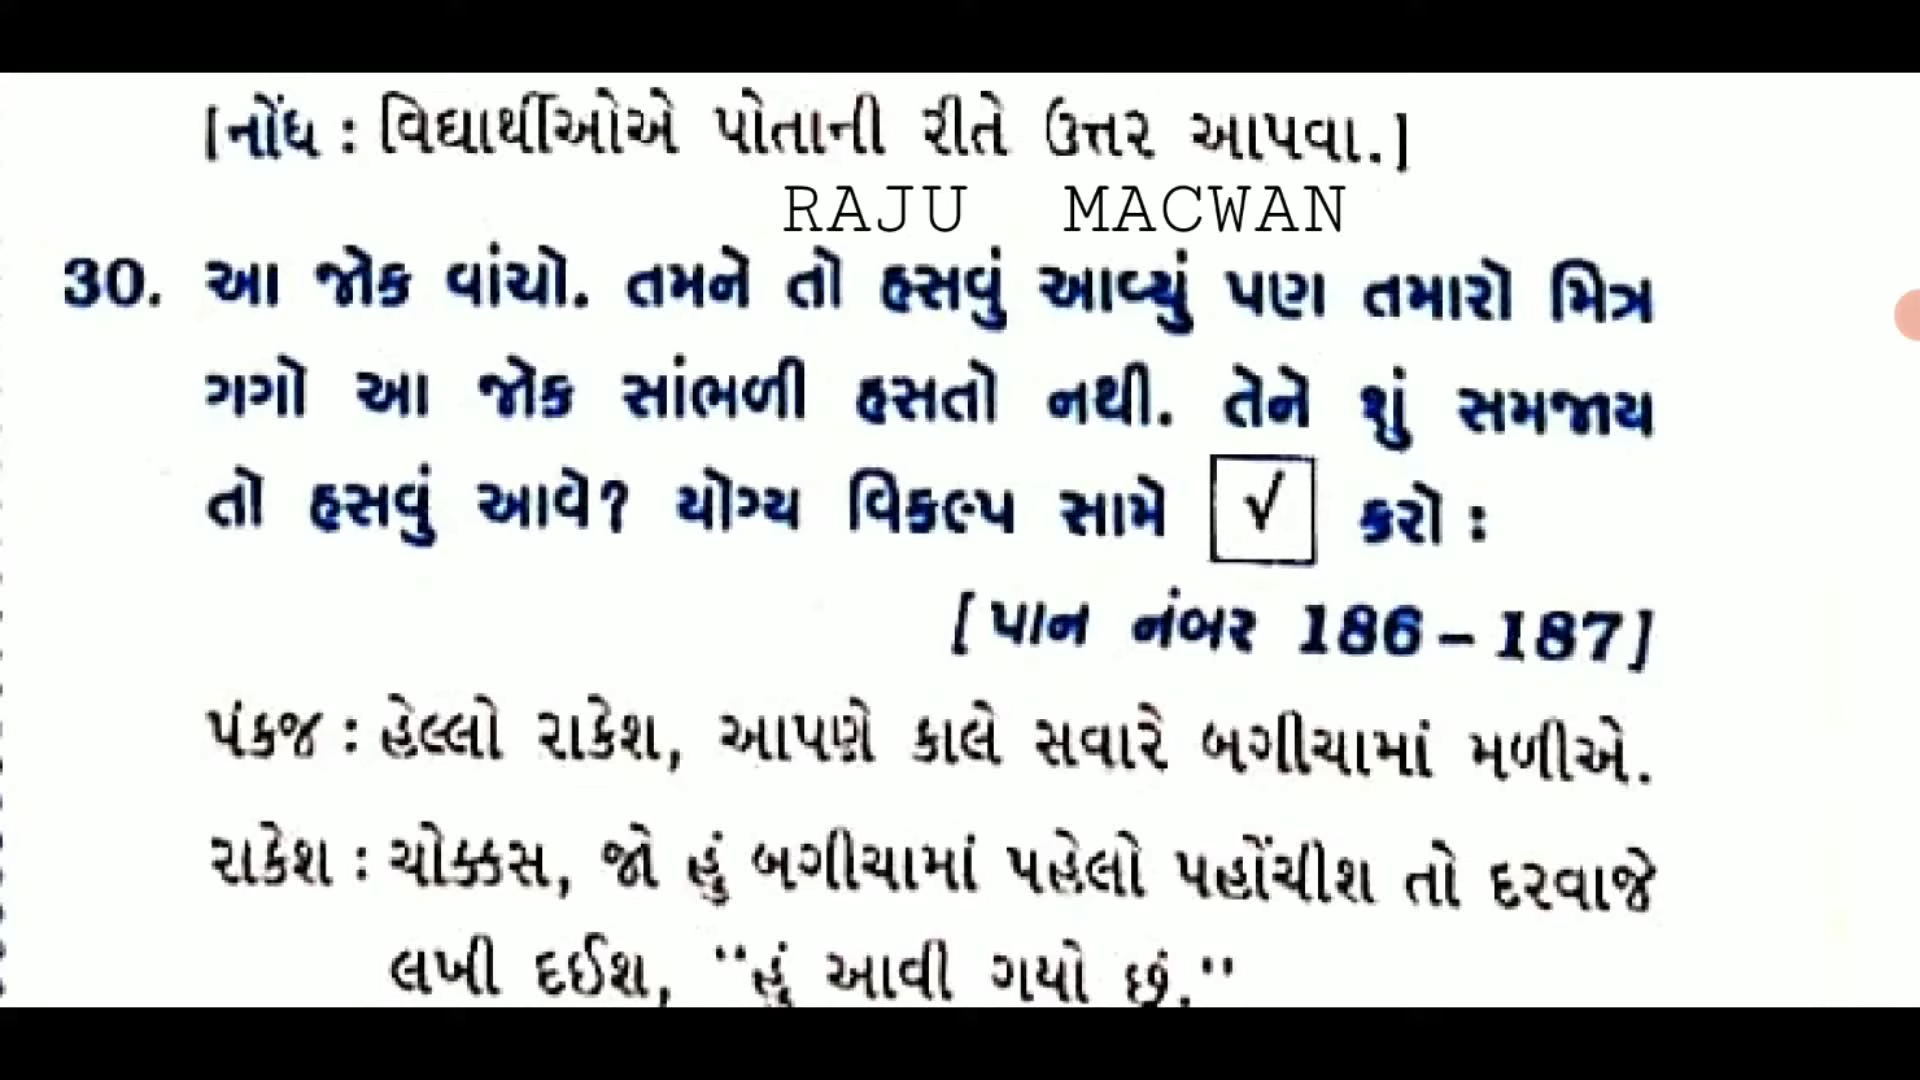 [નોંધ : વિદ્યાર્થીઓએ પોતાની રીતે ઉત્તર આપવા.]
RAJU MACWAN
30. આ જોક વાંચો. તમને તો હસવું આવ્યું પણ તમારો મિત્ર
ગગો આ જોક સાંભળી હસતો નથી. તેને શું સમજાય
તો હસવું આવે? યોગ્ય વિકલ્પ સામે √ કરો :
[પાન નંબર 186 – 187]
પંકજ : હેલ્લો રાકેશ, આપણે કાલે સવારે બગીચામાં મળીએ.
રાકેશ : ચોક્કસ, જો હું બગીચામાં પહેલો પહોંચીશ તો દરવાજે
લખી દઈશ, “હું આવી ગયો છું.”